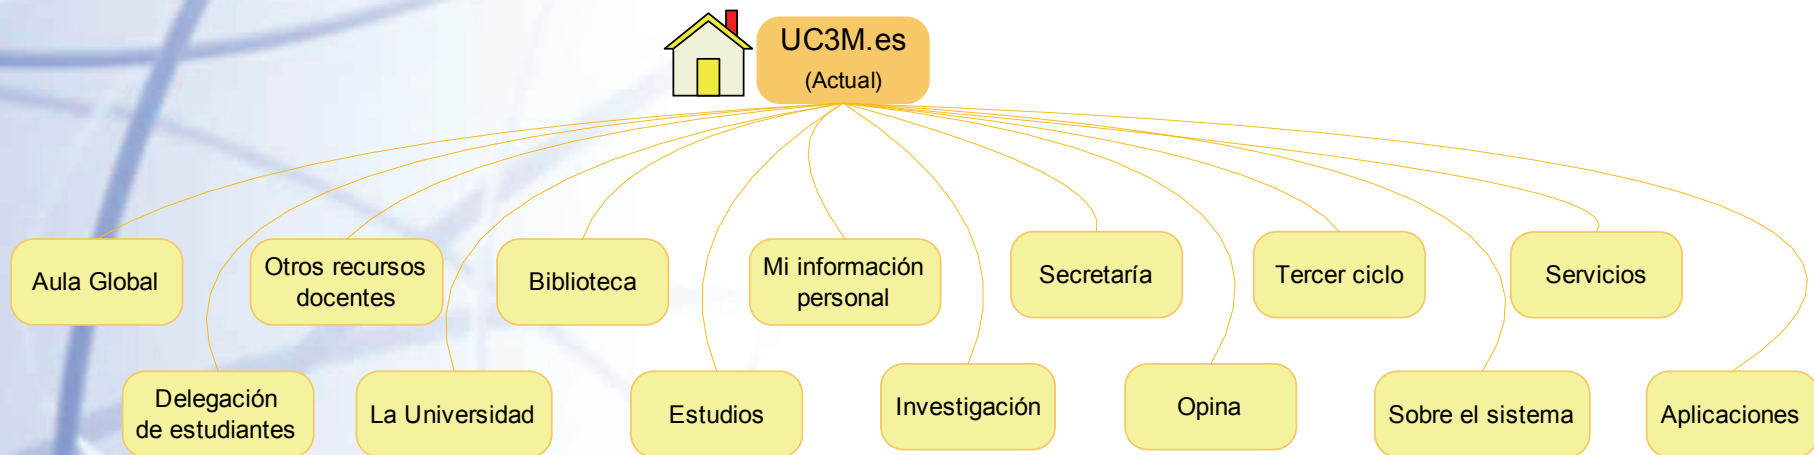 UC3M.es
(Actual)
Aula Global
Otros recursos
docentes
Biblioteca
Mi información
personal
Secretaría
Tercer ciclo
Servicios
Delegación
de estudiantes
La Universidad
Estudios
Investigación
Opina
Sobre el sistema
Aplicaciones